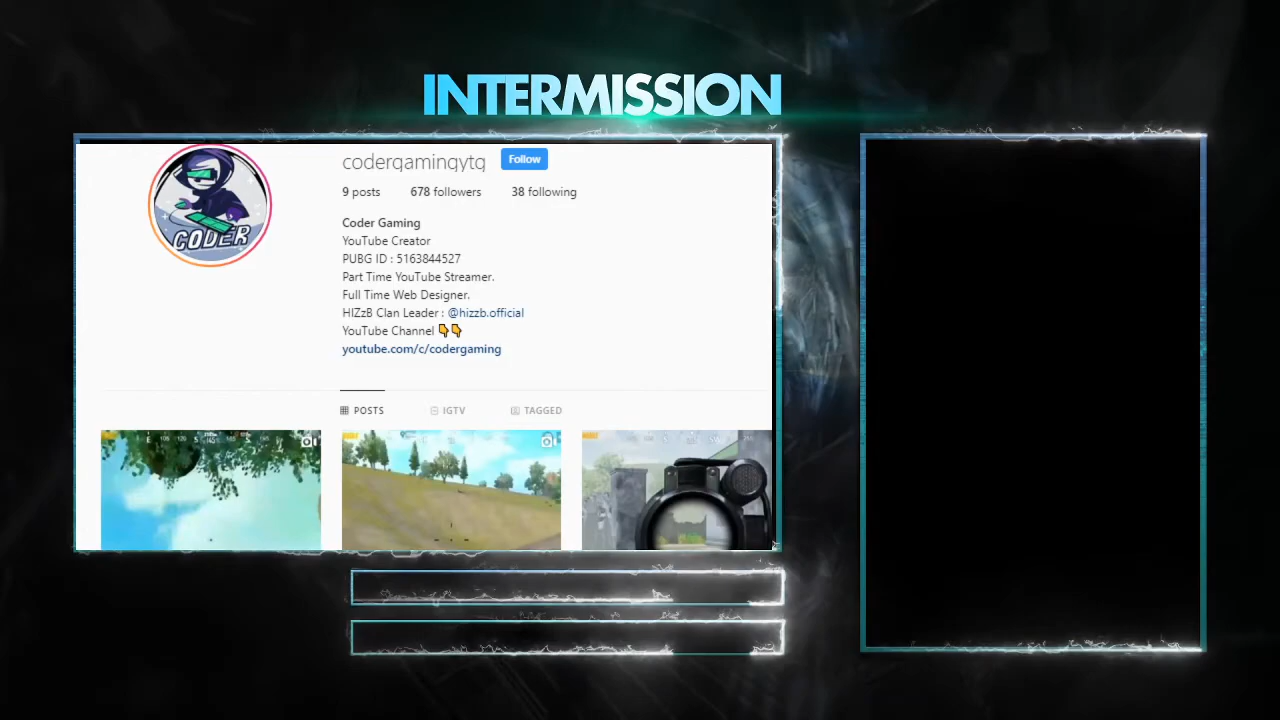 INTERMISSION
codergamingytg
Follow
9 posts 678 followers 38 following
Coder Gaming
YouTube Creator
PUBG ID : 5163844527
Part Time YouTube Streamer.
Full Time Web Designer.
HIZzB Clan Leader : @hizzb.official
YouTube Channel 👇👇
youtube.com/c/codergaming
POSTS IGTV TAGGED
CODER